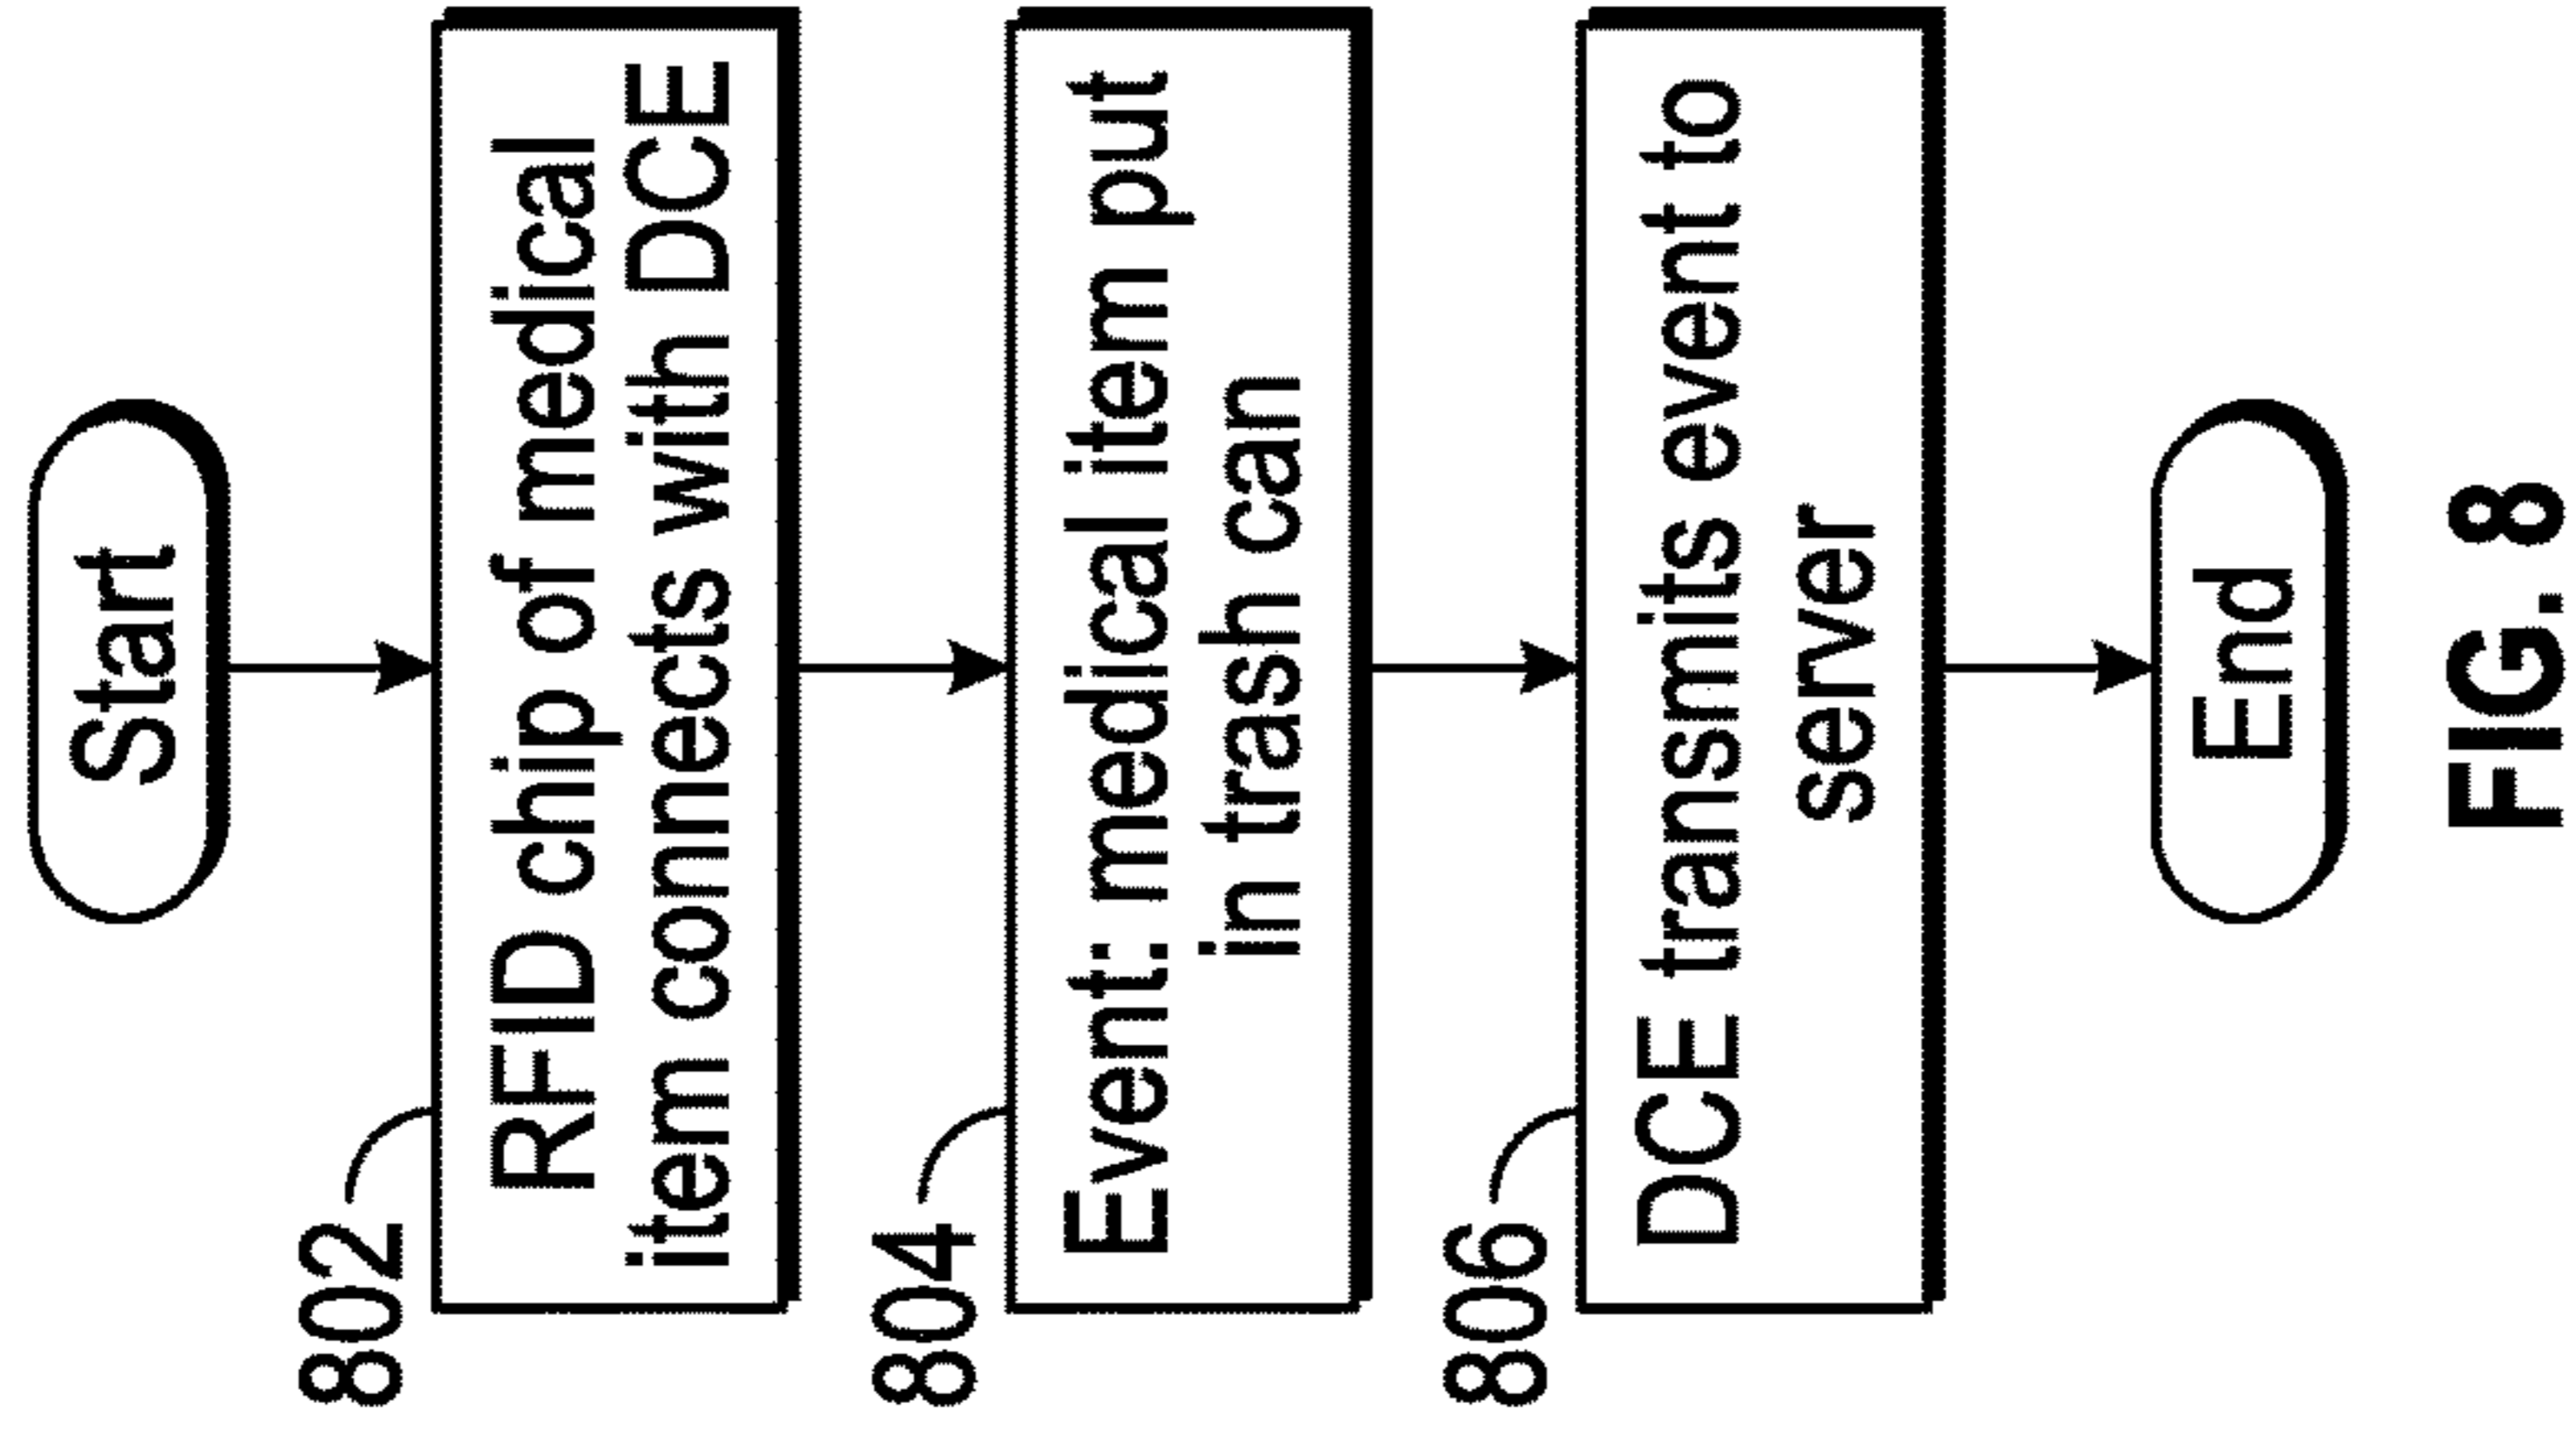 Start
802
RFID chip of medical
item connects with DCE
804
Event: medical item put
in trash can
806
DCE transmits event to
server
End
FIG. 8